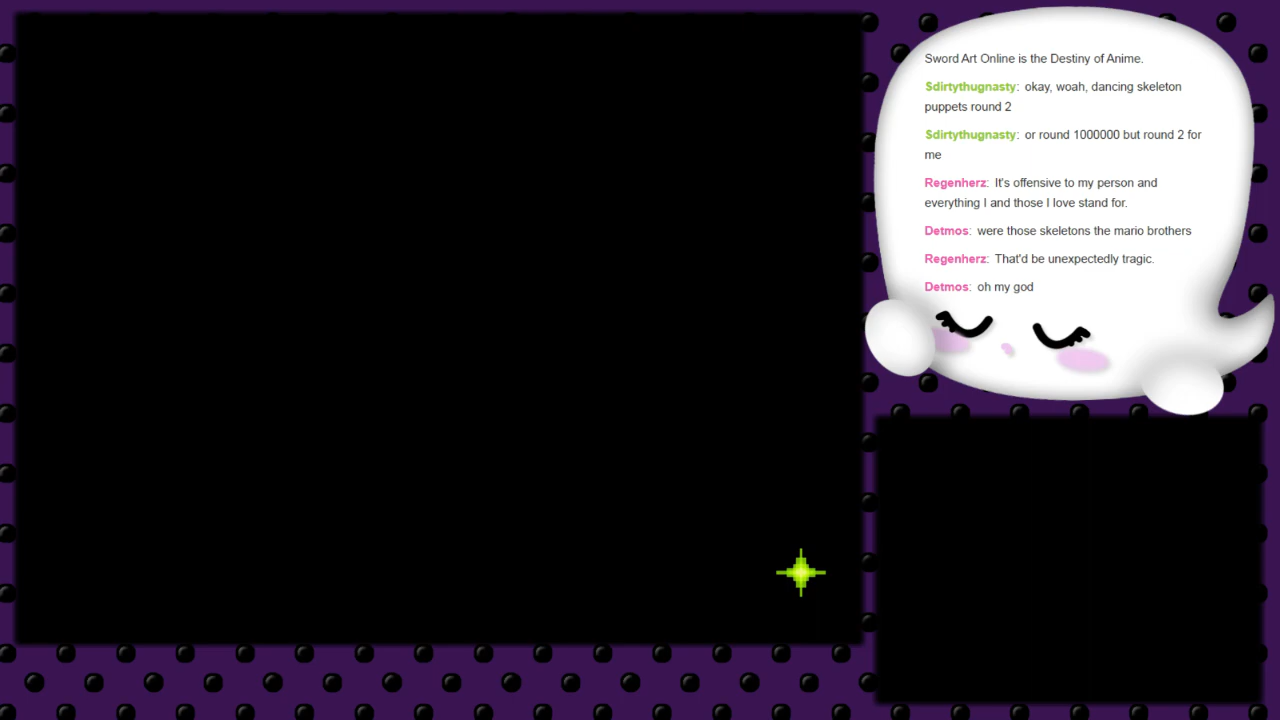 Sword Art Online is the Destiny of Anime.
Sdirtythugnasty: okay, woah, dancing skeleton
puppets round 2
Sdirtythugnasty: or round 1000000 but round 2 for
me
Regenherz: It's offensive to my person and
everything I and those I love stand for.
Detmos: were those skeletons the mario brothers
Regenherz: That'd be unexpectedly tragic.
Detmos: oh my god